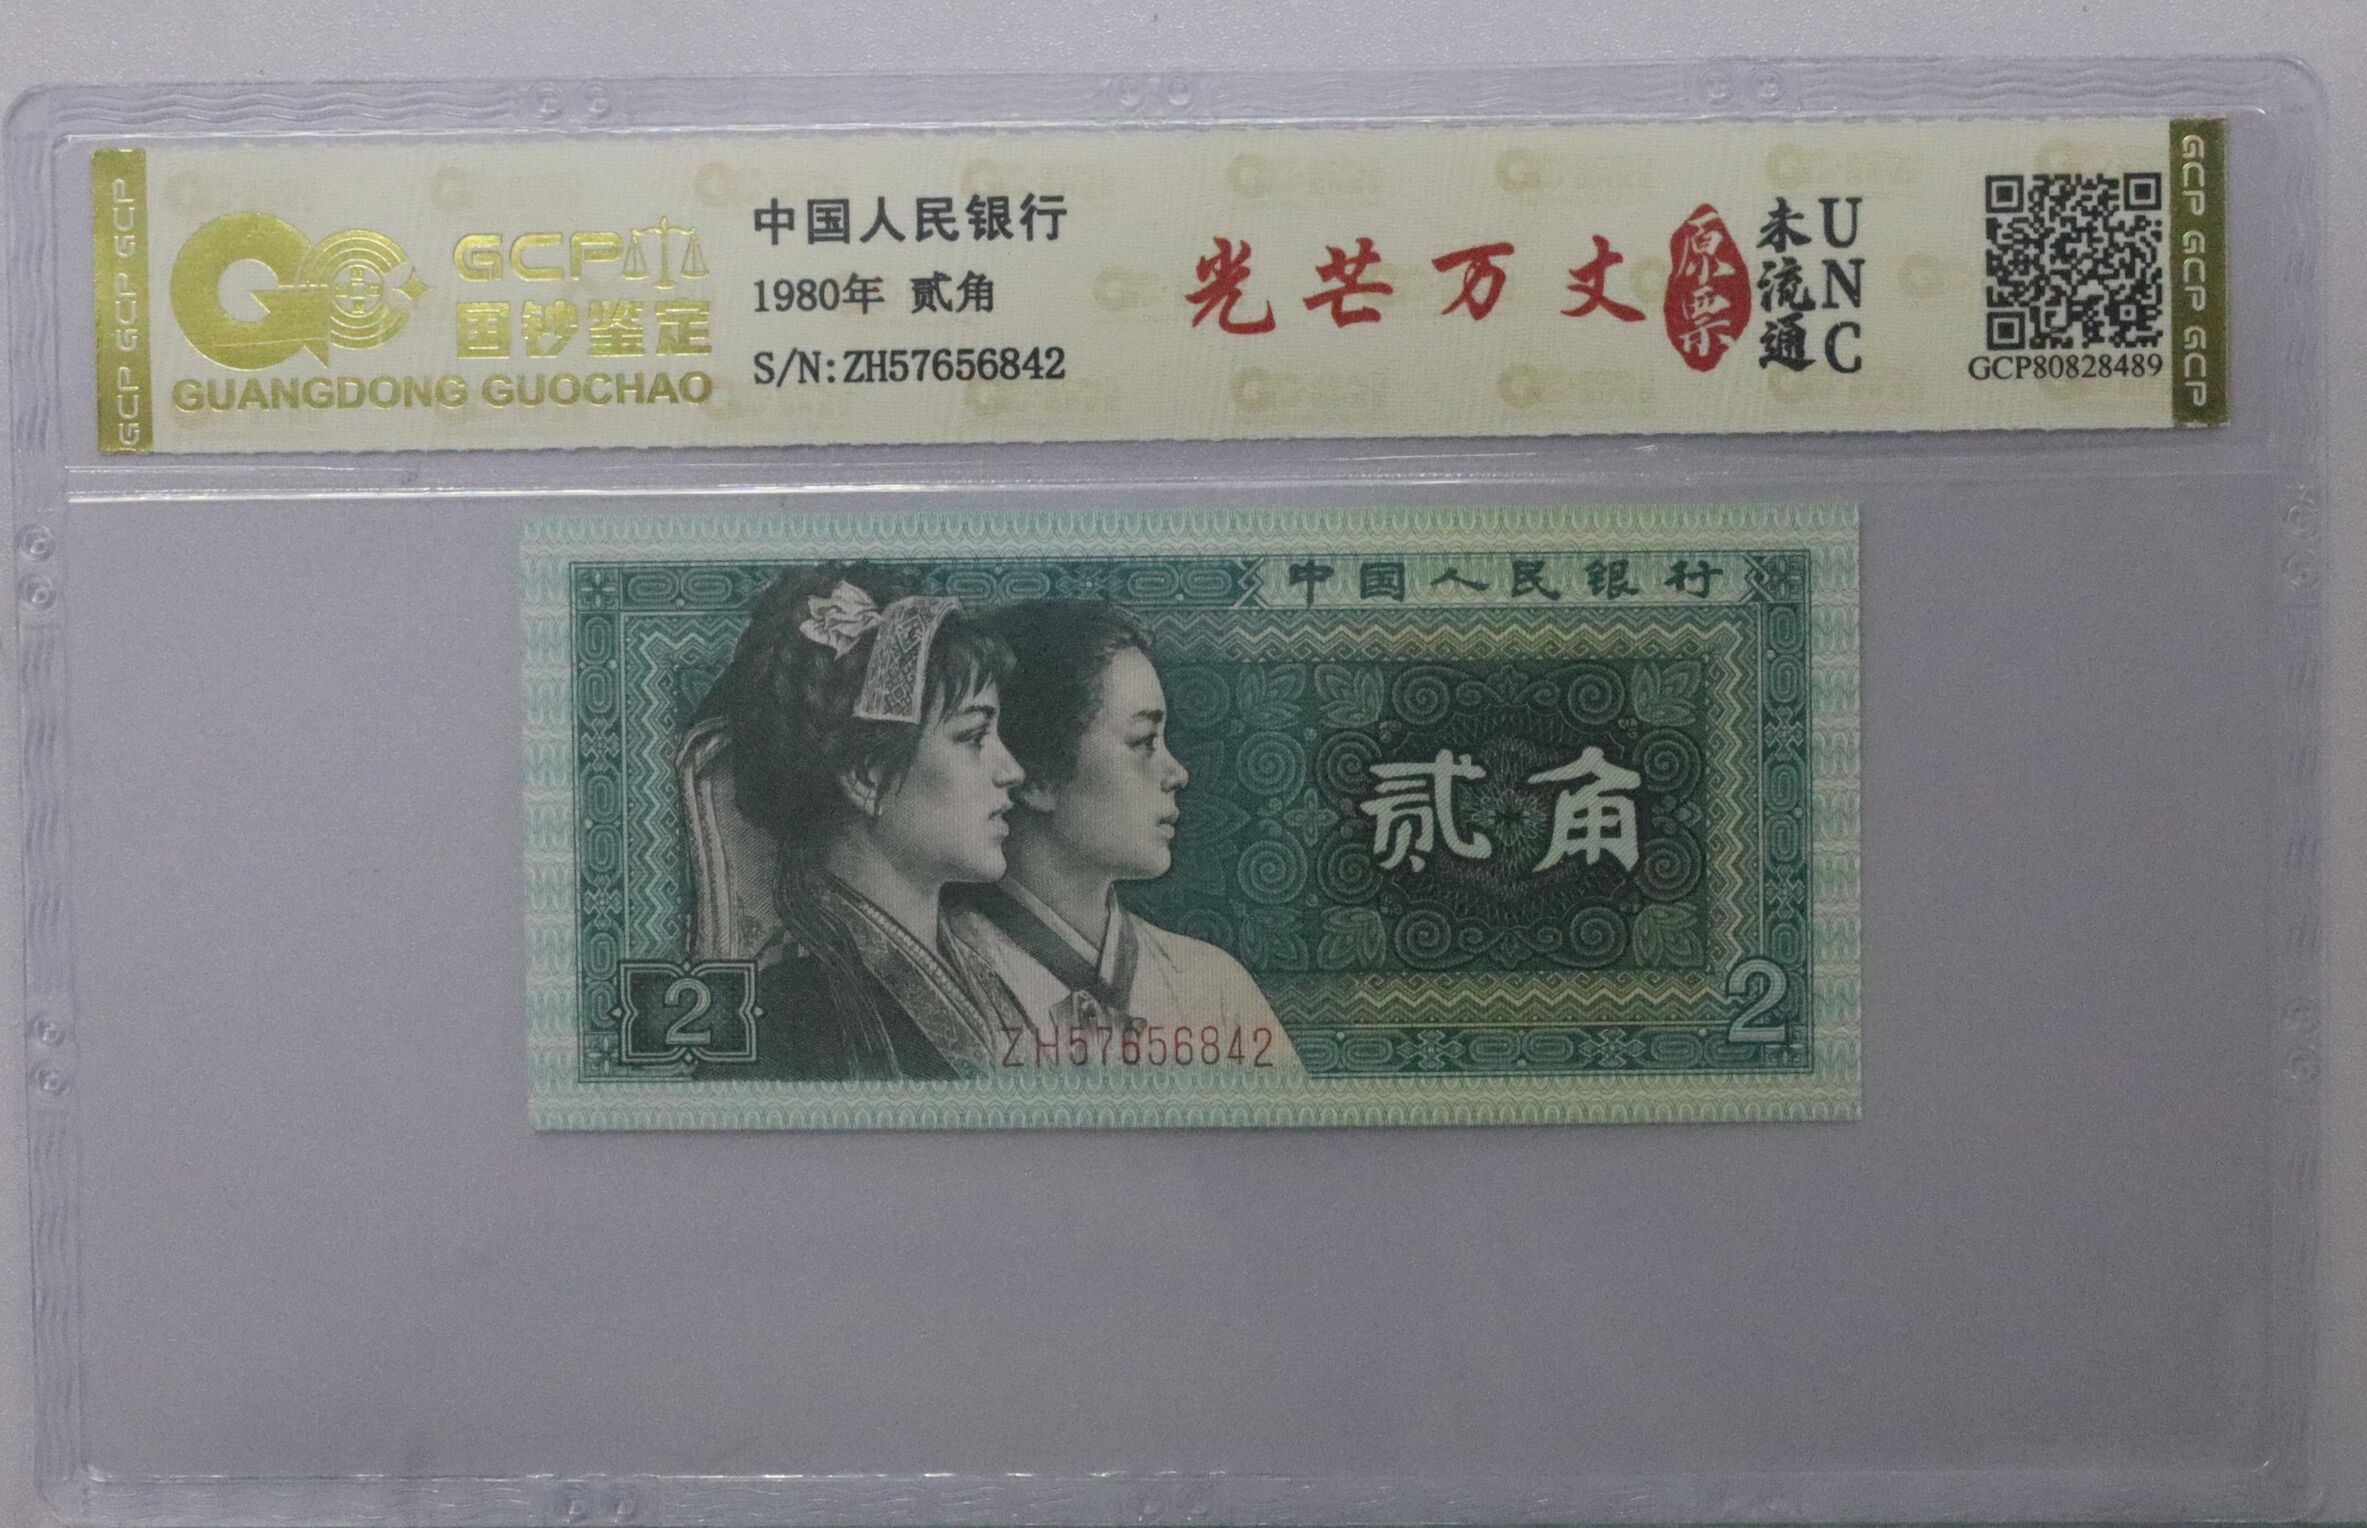 GCP GCP GCP
GCP
国钞鉴定
GUANGDONG GUOCHAO
中国人民银行
1980年 贰角
S/N:ZH57656842
光芒万丈
原票
未流通
UNC
GCP80828489
GCP GCP GCP
中国人民银行
贰角
2
ZH57656842
2